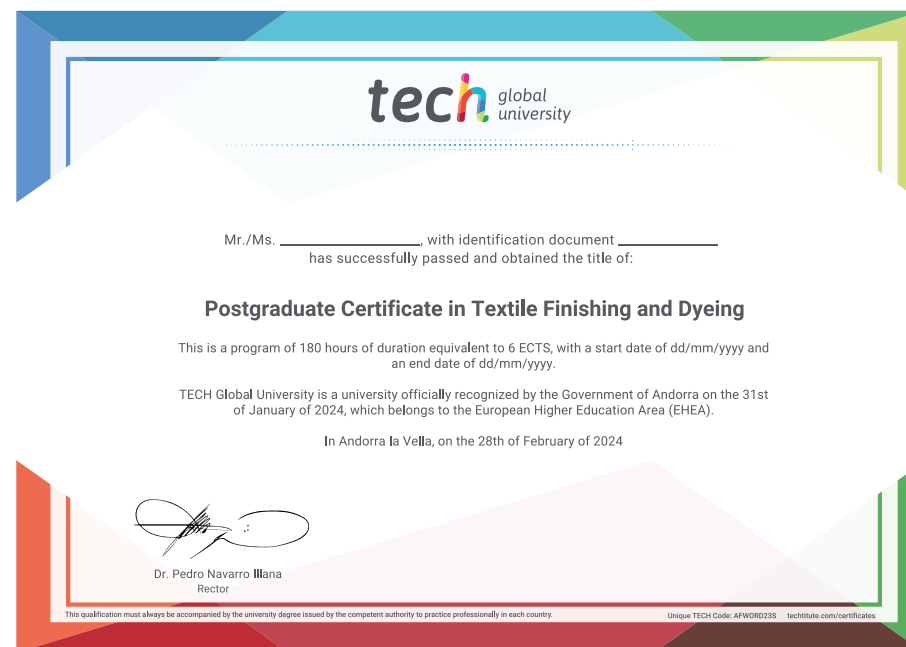 tech global
university
Mr./Ms. ____________, with identification document ____________
has successfully passed and obtained the title of:
Postgraduate Certificate in Textile Finishing and Dyeing
This is a program of 180 hours of duration equivalent to 6 ECTS, with a start date of dd/mm/yyyy and
an end date of dd/mm/yyyy.
TECH Global University is a university officially recognized by the Government of Andorra on the 31st
of January of 2024, which belongs to the European Higher Education Area (EHEA).
In Andorra la Vella, on the 28th of February of 2024
Dr. Pedro Navarro Illana
Rector
This qualification must always be accompanied by the university degree issued by the competent authority to practice professionally in each country.
Unique TECH Code: AFWORD23S techtitute.com/certificates